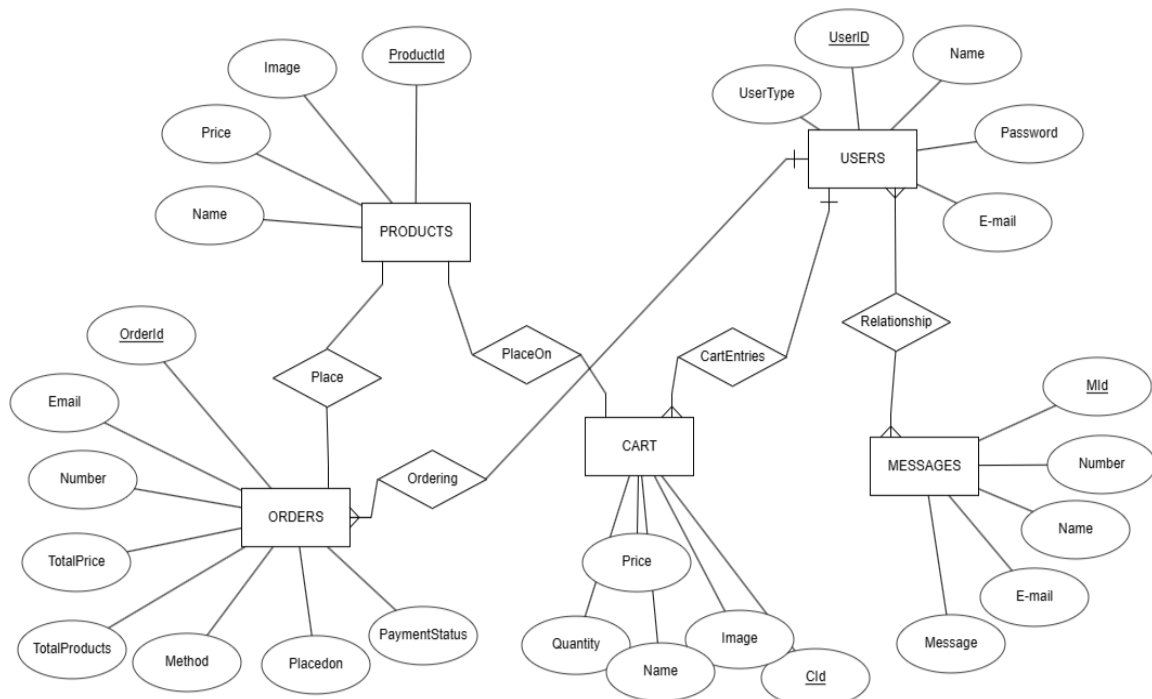 UserID
Name
ProductId
Image
UserType
Price
Password
USERS
Name
E-mail
PRODUCTS
Relationship
OrderId
PlaceOn
CartEntries
Place
MId
Email
CART
Number
MESSAGES
Number
Ordering
ORDERS
Name
TotalPrice
Price
E-mail
PaymentStatus
TotalProducts
Quantity
Image
Message
Method
Placedon
Name
CId